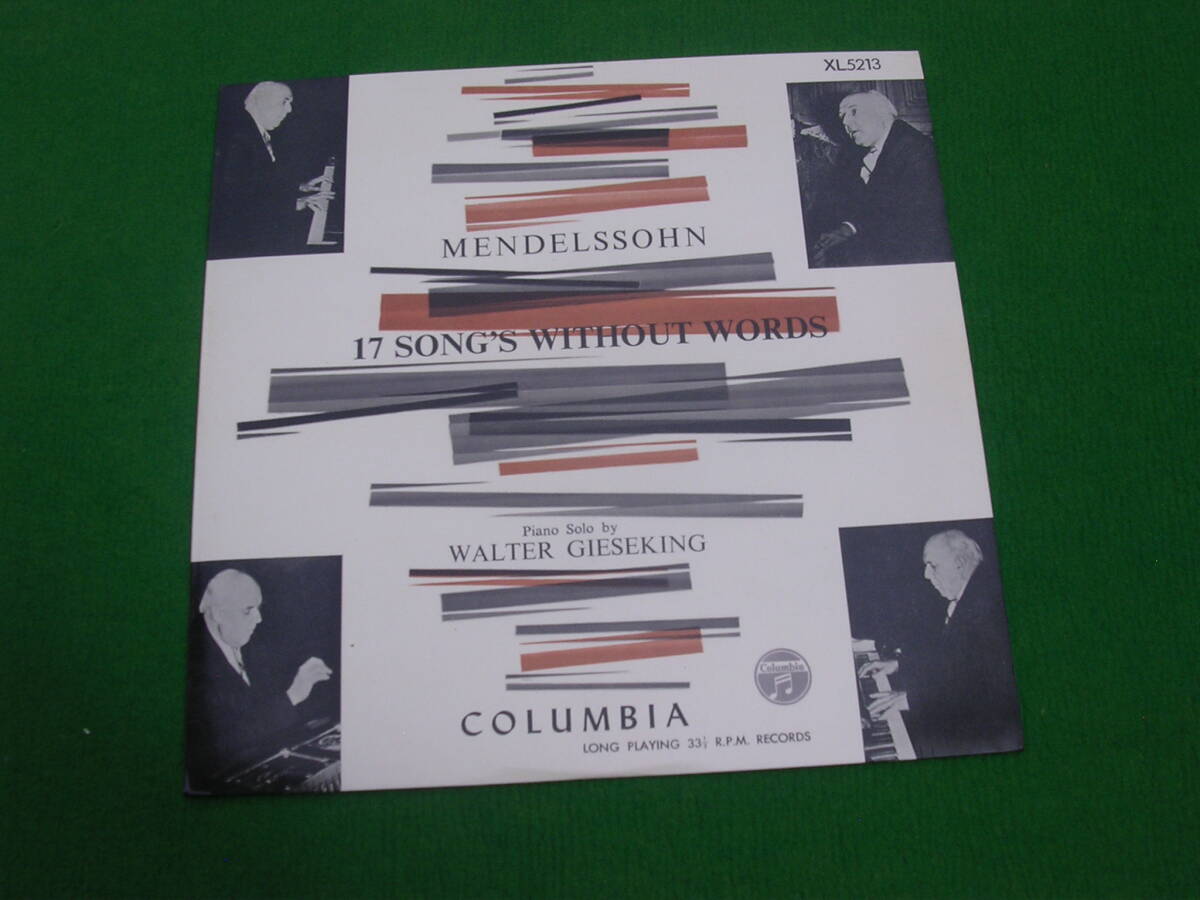 XL5213
MENDELSSOHN
17 SONG'S WITHOUT WORDS
Piano Solo by
WALTER GIESEKING
Columbia
COLUMBIA
LONG PLAYING 33⅓ R.P.M. RECORDS